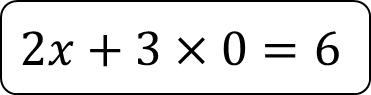 2x + 3 × 0 = 6